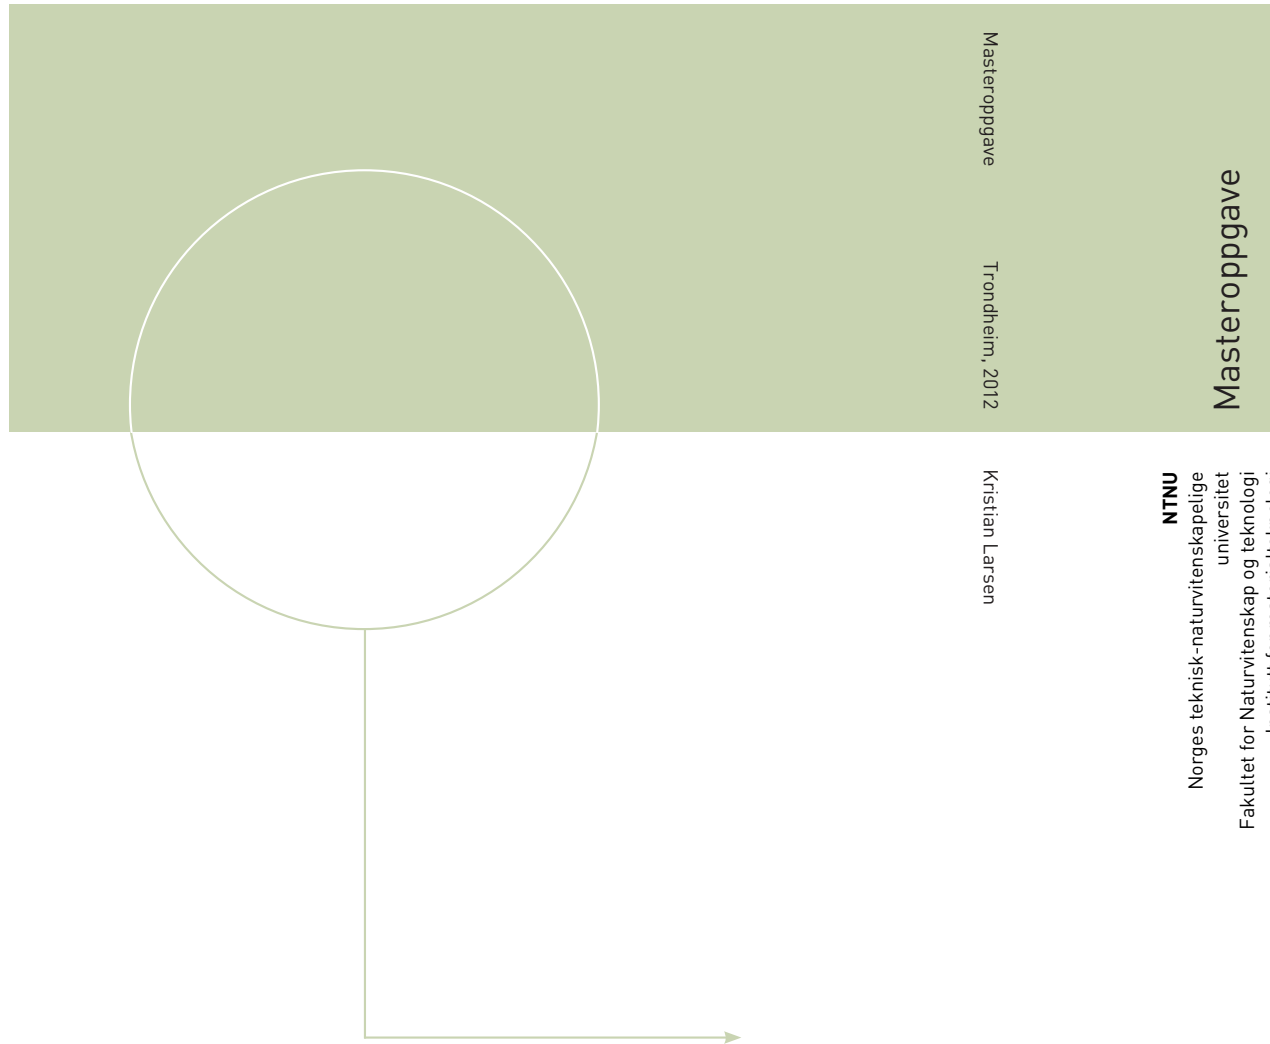 Masteroppgave
Trondheim, 2012
Kristian Larsen
Masteroppgave
NTNU
Norges teknisk-naturvitenskapelige
universitet
Fakultet for Naturvitenskap og teknologi